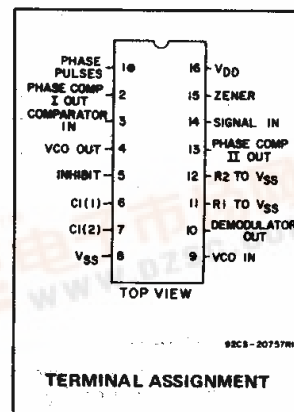 PHASE
PULSES
1
16
VDD
PHASE COMP
I OUT
2
15
ZENER
COMPARATOR
IN
3
14
SIGNAL IN
VCO OUT
4
13
PHASE COMP
II OUT
INHIBIT
5
12
R2 TO VSS
C1(1)
6
11
R1 TO VSS
C1(2)
7
10
DEMODULATOR
OUT
VSS
8
9
VCO IN
TOP VIEW
TERMINAL ASSIGNMENT